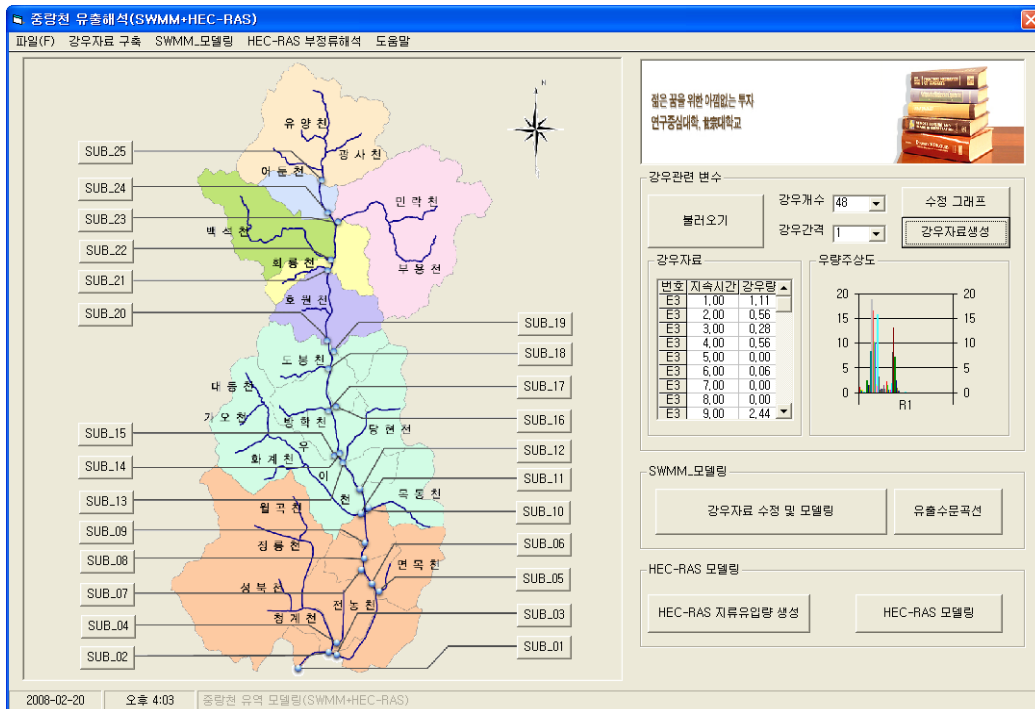 중랑천 유출해석(SWMM+HEC-RAS)
파일(F) 강우자료 구축 SWMM_모델링 HEC-RAS 부정류해석 도움말
SUB_25
SUB_24
SUB_23
SUB_22
SUB_21
SUB_20
SUB_15
SUB_14
SUB_13
SUB_09
SUB_08
SUB_07
SUB_04
SUB_02
유양천
광사천
어둔천
민락천
백석천
부용천
회룡천
호원천
도봉천
대동천
가오천
방학천
당현천
화계천
우이천
묵동천
월곡천
정릉천
면목천
성북천
전농천
청계천
N
SUB_19
SUB_18
SUB_17
SUB_16
SUB_12
SUB_11
SUB_10
SUB_06
SUB_05
SUB_03
SUB_01
젊은 꿈을 위한 아낌없는 투자
연구중심대학, 世宗대학교
강우관련 변수
불러오기
강우개수 48
수정 그래프
강우간격 1
강우자료생성
강우자료
번호 지속시간 강우량
E3 1,00 1,11
E3 2,00 0,56
E3 3,00 0,28
E3 4,00 0,56
E3 5,00 0,00
E3 6,00 0,06
E3 7,00 0,00
E3 8,00 0,00
E3 9,00 2,44
우량주상도
20 20
15 15
10 10
5 5
0 0
R1
SWMM_모델링
강우자료 수정 및 모델링
유출수문곡선
HEC-RAS 모델링
HEC-RAS 지류유입량 생성
HEC-RAS 모델링
2008-02-20 오후 4:03 중랑천 유역 모델링(SWMM+HEC-RAS)